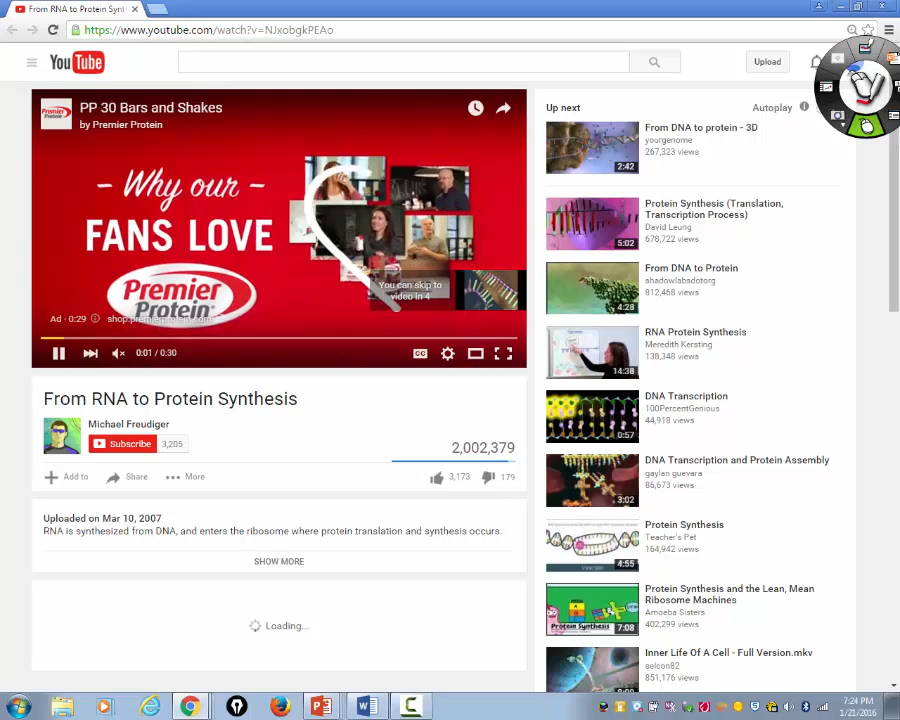 From RNA to Protein Synt
https://www.youtube.com/watch?v=NJxobgkPEAo
YouTube
Upload
PP 30 Bars and Shakes
by Premier Protein
Premier Protein
– Why our –
FANS LOVE
Premier
Protein
You can skip to
video in 4
Ad · 0:29
shop.premierprotein.com
0:01 / 0:30
CC
From RNA to Protein Synthesis
Michael Freudiger
Subscribe
3,205
2,002,379
Add to
Share
More
3,173
179
Uploaded on Mar 10, 2007
RNA is synthesized from DNA, and enters the ribosome where protein translation and synthesis occurs.
SHOW MORE
Loading...
Up next
Autoplay
From DNA to protein - 3D
yourgenome
267,323 views
2:42
Protein Synthesis (Translation,
Transcription Process)
David Leung
678,722 views
5:02
From DNA to Protein
shadowlabsdotorg
812,468 views
4:28
RNA Protein Synthesis
Meredith Kersting
138,348 views
14:38
DNA Transcription
100PercentGenious
44,918 views
0:57
DNA Transcription and Protein Assembly
gaylan guevara
86,673 views
3:02
Protein Synthesis
Teacher's Pet
164,942 views
4:55
Protein Synthesis and the Lean, Mean
Ribosome Machines
Amoeba Sisters
402,299 views
Protein Synthesis
7:08
Inner Life Of A Cell - Full Version.mkv
selcon82
851,176 views
7:24 PM
1/21/2016